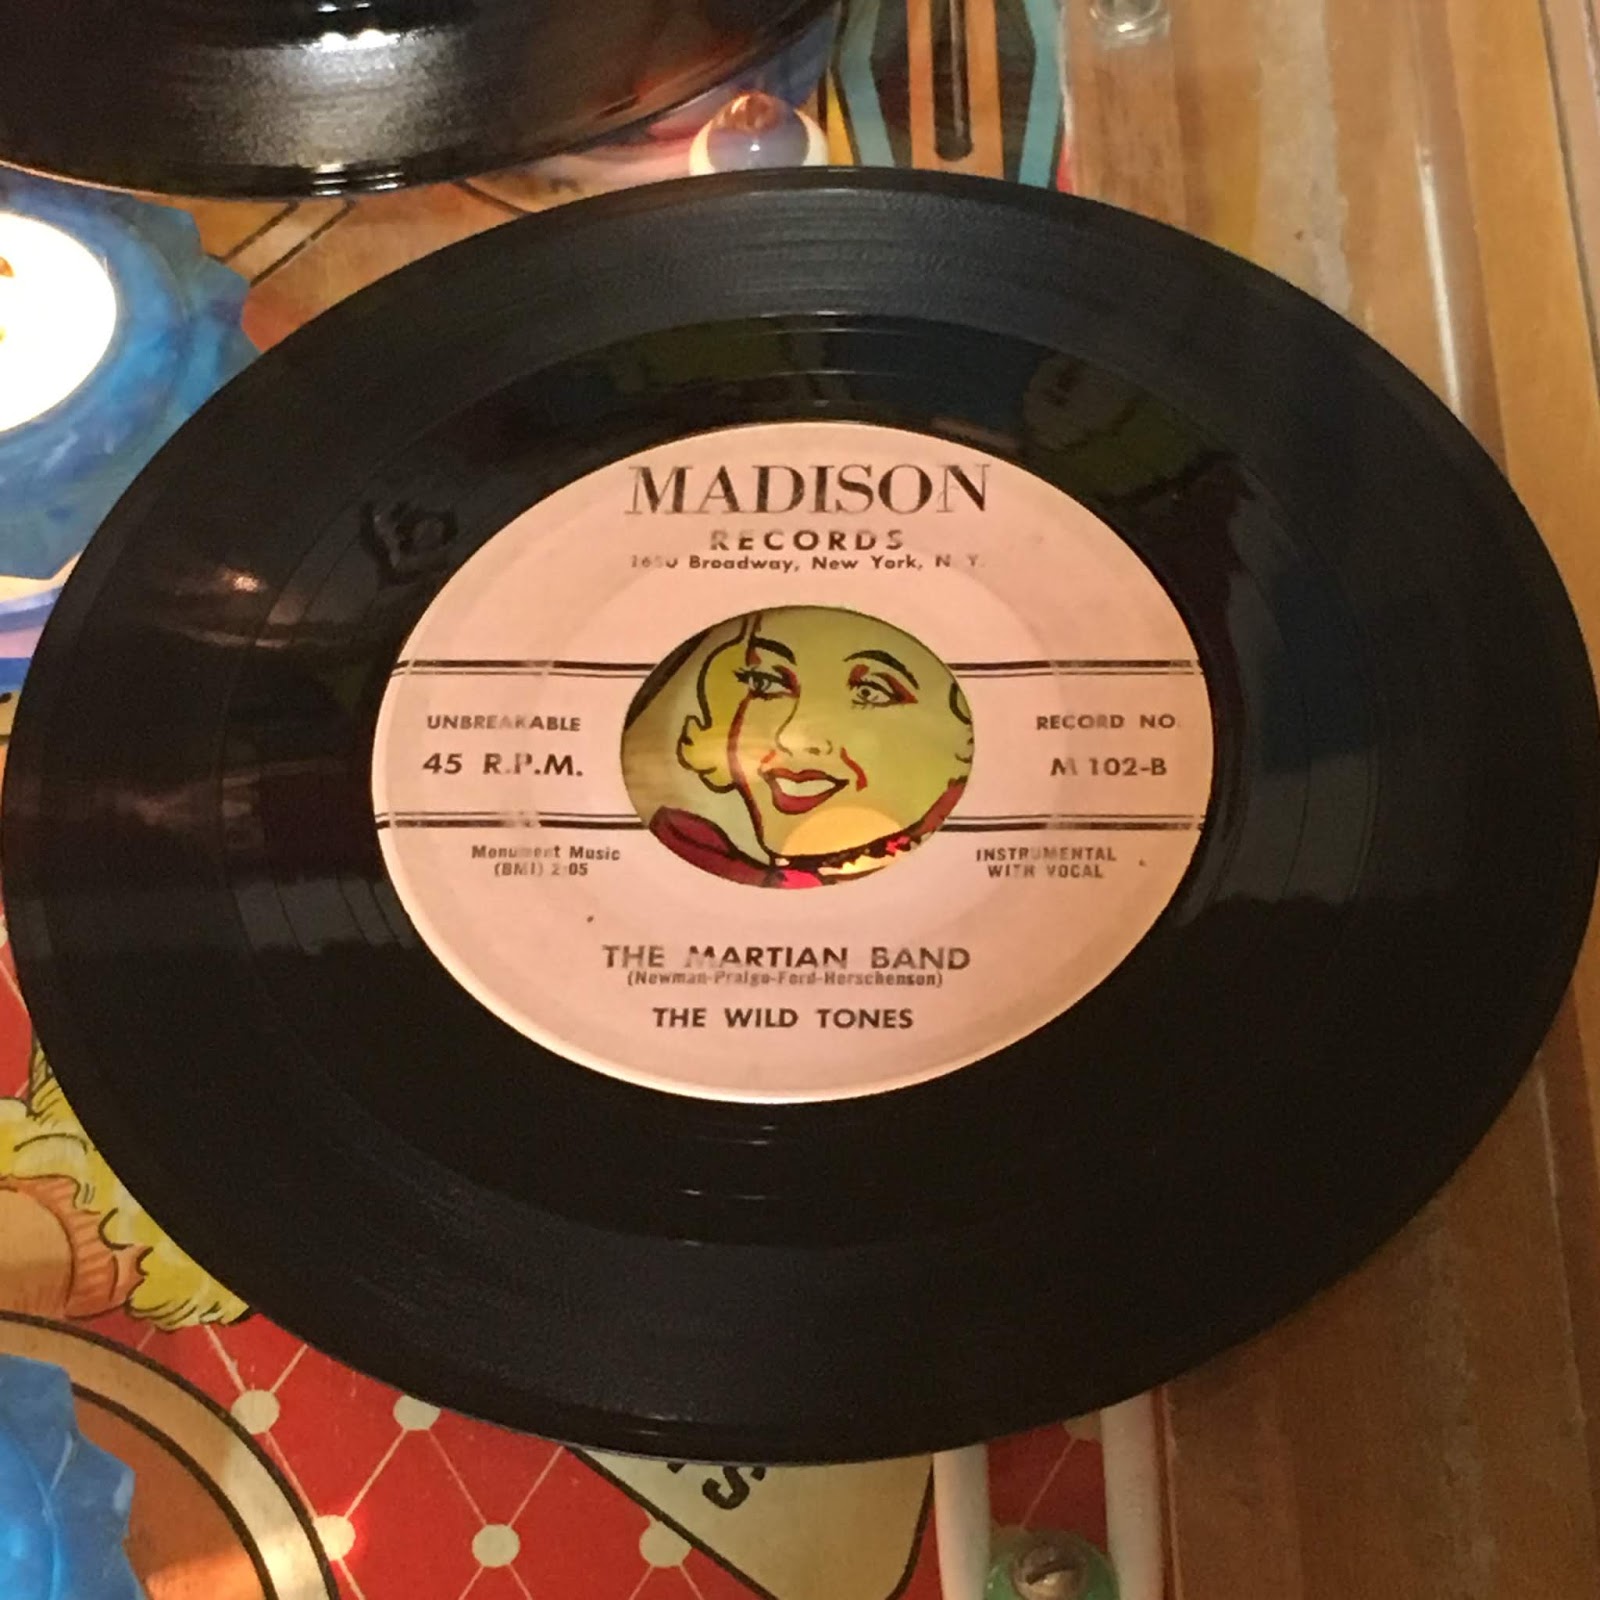 MADISON
RECORDS
1650 Broadway, New York, N. Y.
UNBREAKABLE
45 R.P.M.
RECORD NO.
M 102-B
Monument Music
(BMI) 2:05
INSTRUMENTAL
WITH VOCAL
THE MARTIAN BAND
(Newman-Praigo-Ford-Herschenson)
THE WILD TONES